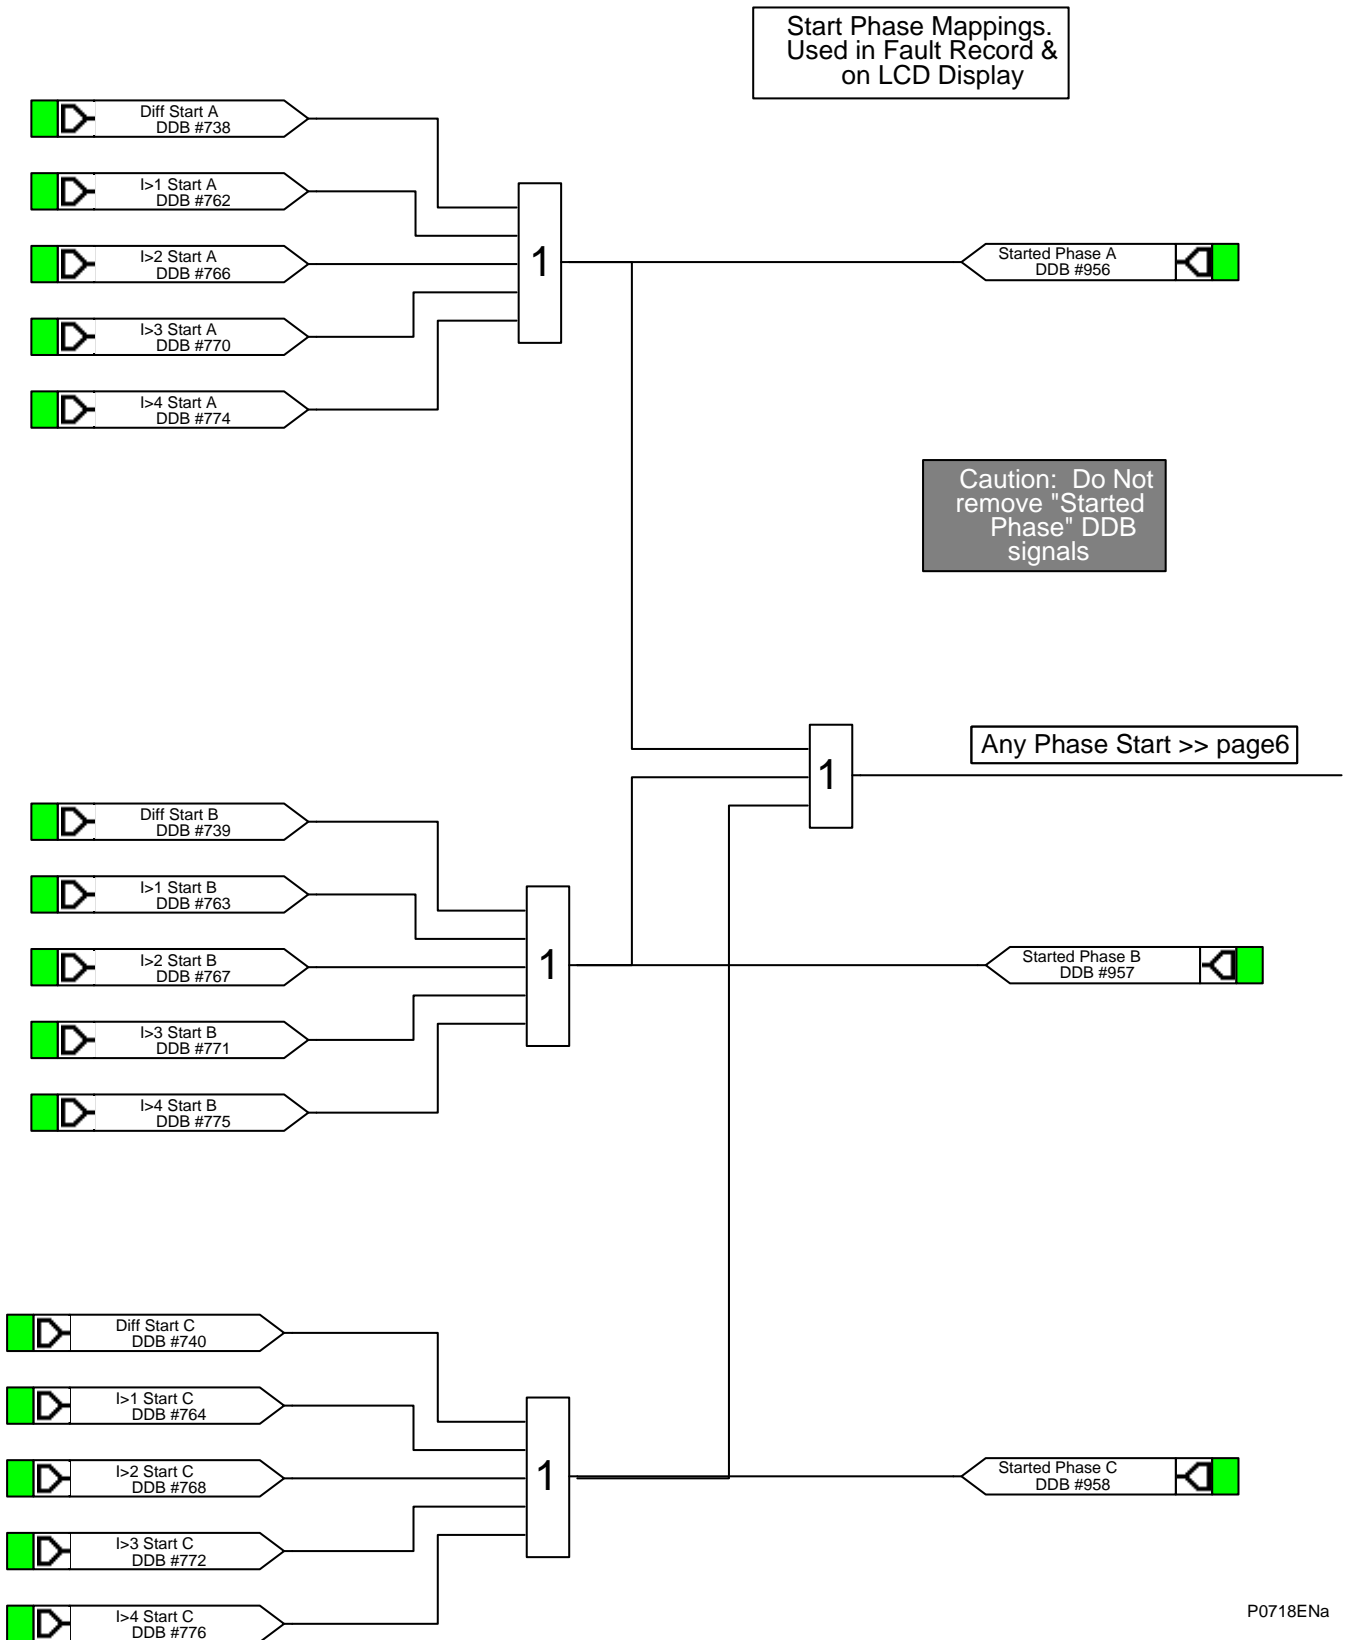 Start Phase Mappings.
Used in Fault Record &
on LCD Display
Diff Start A
DDB #738
I>1 Start A
DDB #762
I>2 Start A
DDB #766
I>3 Start A
DDB #770
I>4 Start A
DDB #774
1
Started Phase A
DDB #956
Caution: Do Not
remove "Started
Phase" DDB
signals
1
Any Phase Start >> page6
Diff Start B
DDB #739
I>1 Start B
DDB #763
I>2 Start B
DDB #767
I>3 Start B
DDB #771
I>4 Start B
DDB #775
1
Started Phase B
DDB #957
Diff Start C
DDB #740
I>1 Start C
DDB #764
I>2 Start C
DDB #768
I>3 Start C
DDB #772
I>4 Start C
DDB #776
1
Started Phase C
DDB #958
P0718ENa